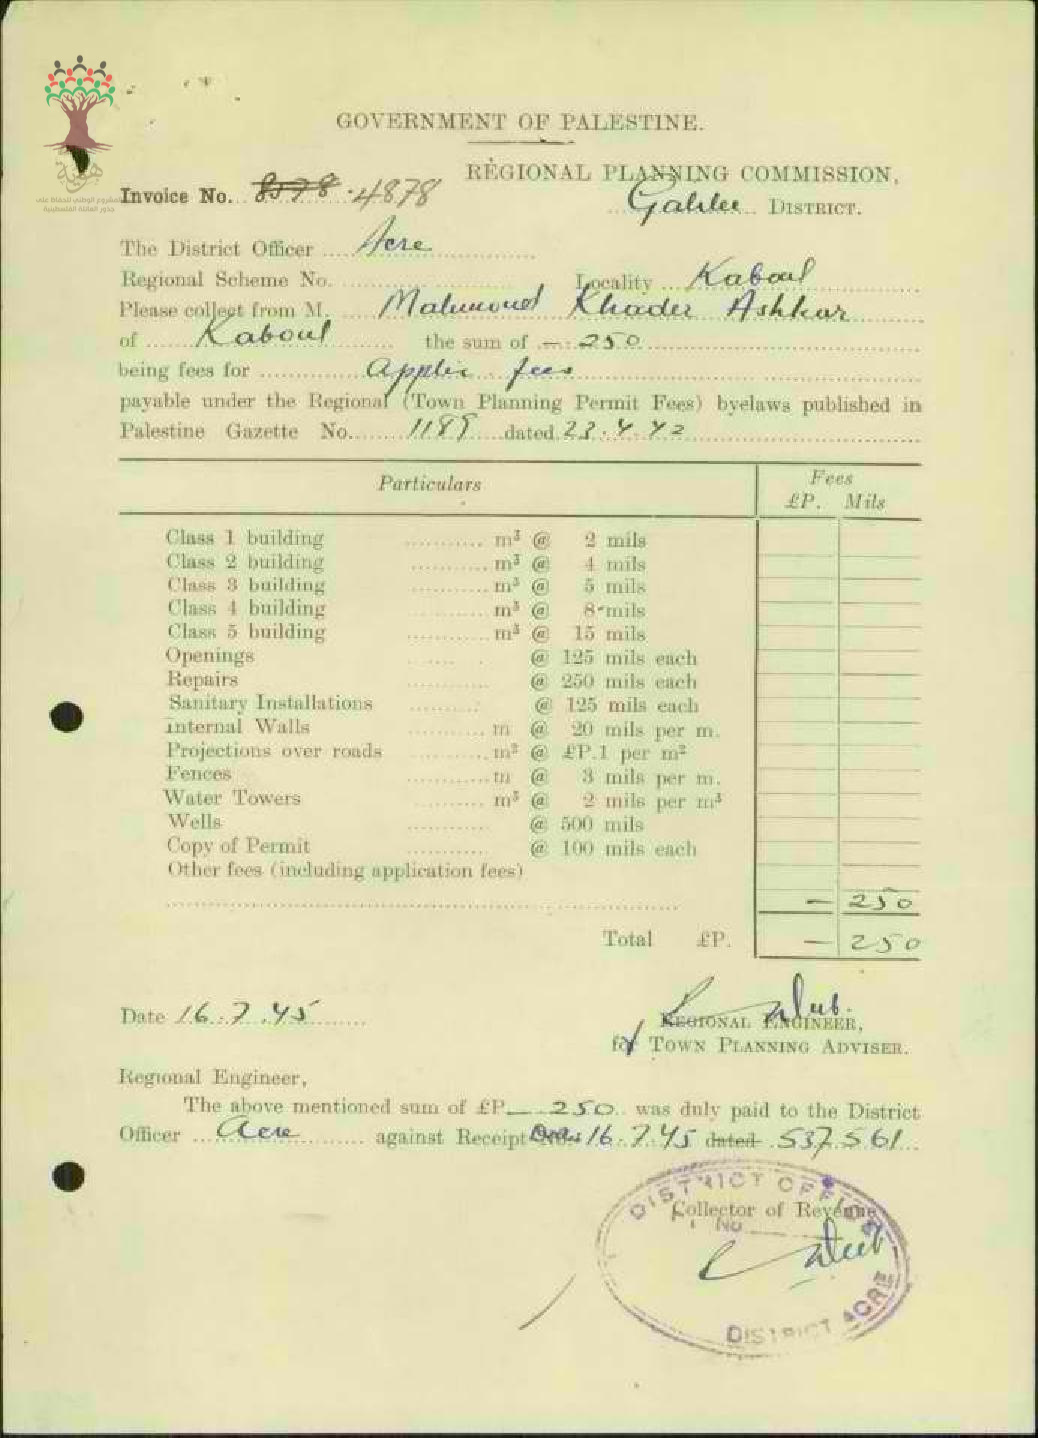 GOVERNMENT OF PALESTINE.
REGIONAL PLANNING COMMISSION,
Invoice No. 8578 4878
Galilee DISTRICT.
The District Officer Acre
Regional Scheme No. Locality Kaboul
Please collect from M. Mahmoud Khader Ashkar
of Kaboul the sum of — 250
being fees for Applic. fees
payable under the Regional (Town Planning Permit Fees) byelaws published in
Palestine Gazette No. 1189 dated 23.4.42
Particulars Fees
£P. Mils
Class 1 building m³ @ 2 mils
Class 2 building m³ @ 4 mils
Class 3 building m³ @ 5 mils
Class 4 building m³ @ 8 mils
Class 5 building m³ @ 15 mils
Openings @ 125 mils each
Repairs @ 250 mils each
Sanitary Installations @ 125 mils each
Internal Walls m @ 20 mils per m.
Projections over roads m² @ £P.1 per m²
Fences m @ 3 mils per m.
Water Towers m³ @ 2 mils per m³
Wells @ 500 mils
Copy of Permit @ 100 mils each
Other fees (including application fees)
— 250
Total £P. — 250
Date 16.7.45
REGIONAL ENGINEER,
for TOWN PLANNING ADVISER.
Regional Engineer,
The above mentioned sum of £P — 250 was duly paid to the District
Officer Acre against Receipt 16.7.45 dated 537561
DISTRICT OFFICE
Collector of Revenue
No
DISTRICT ACRE